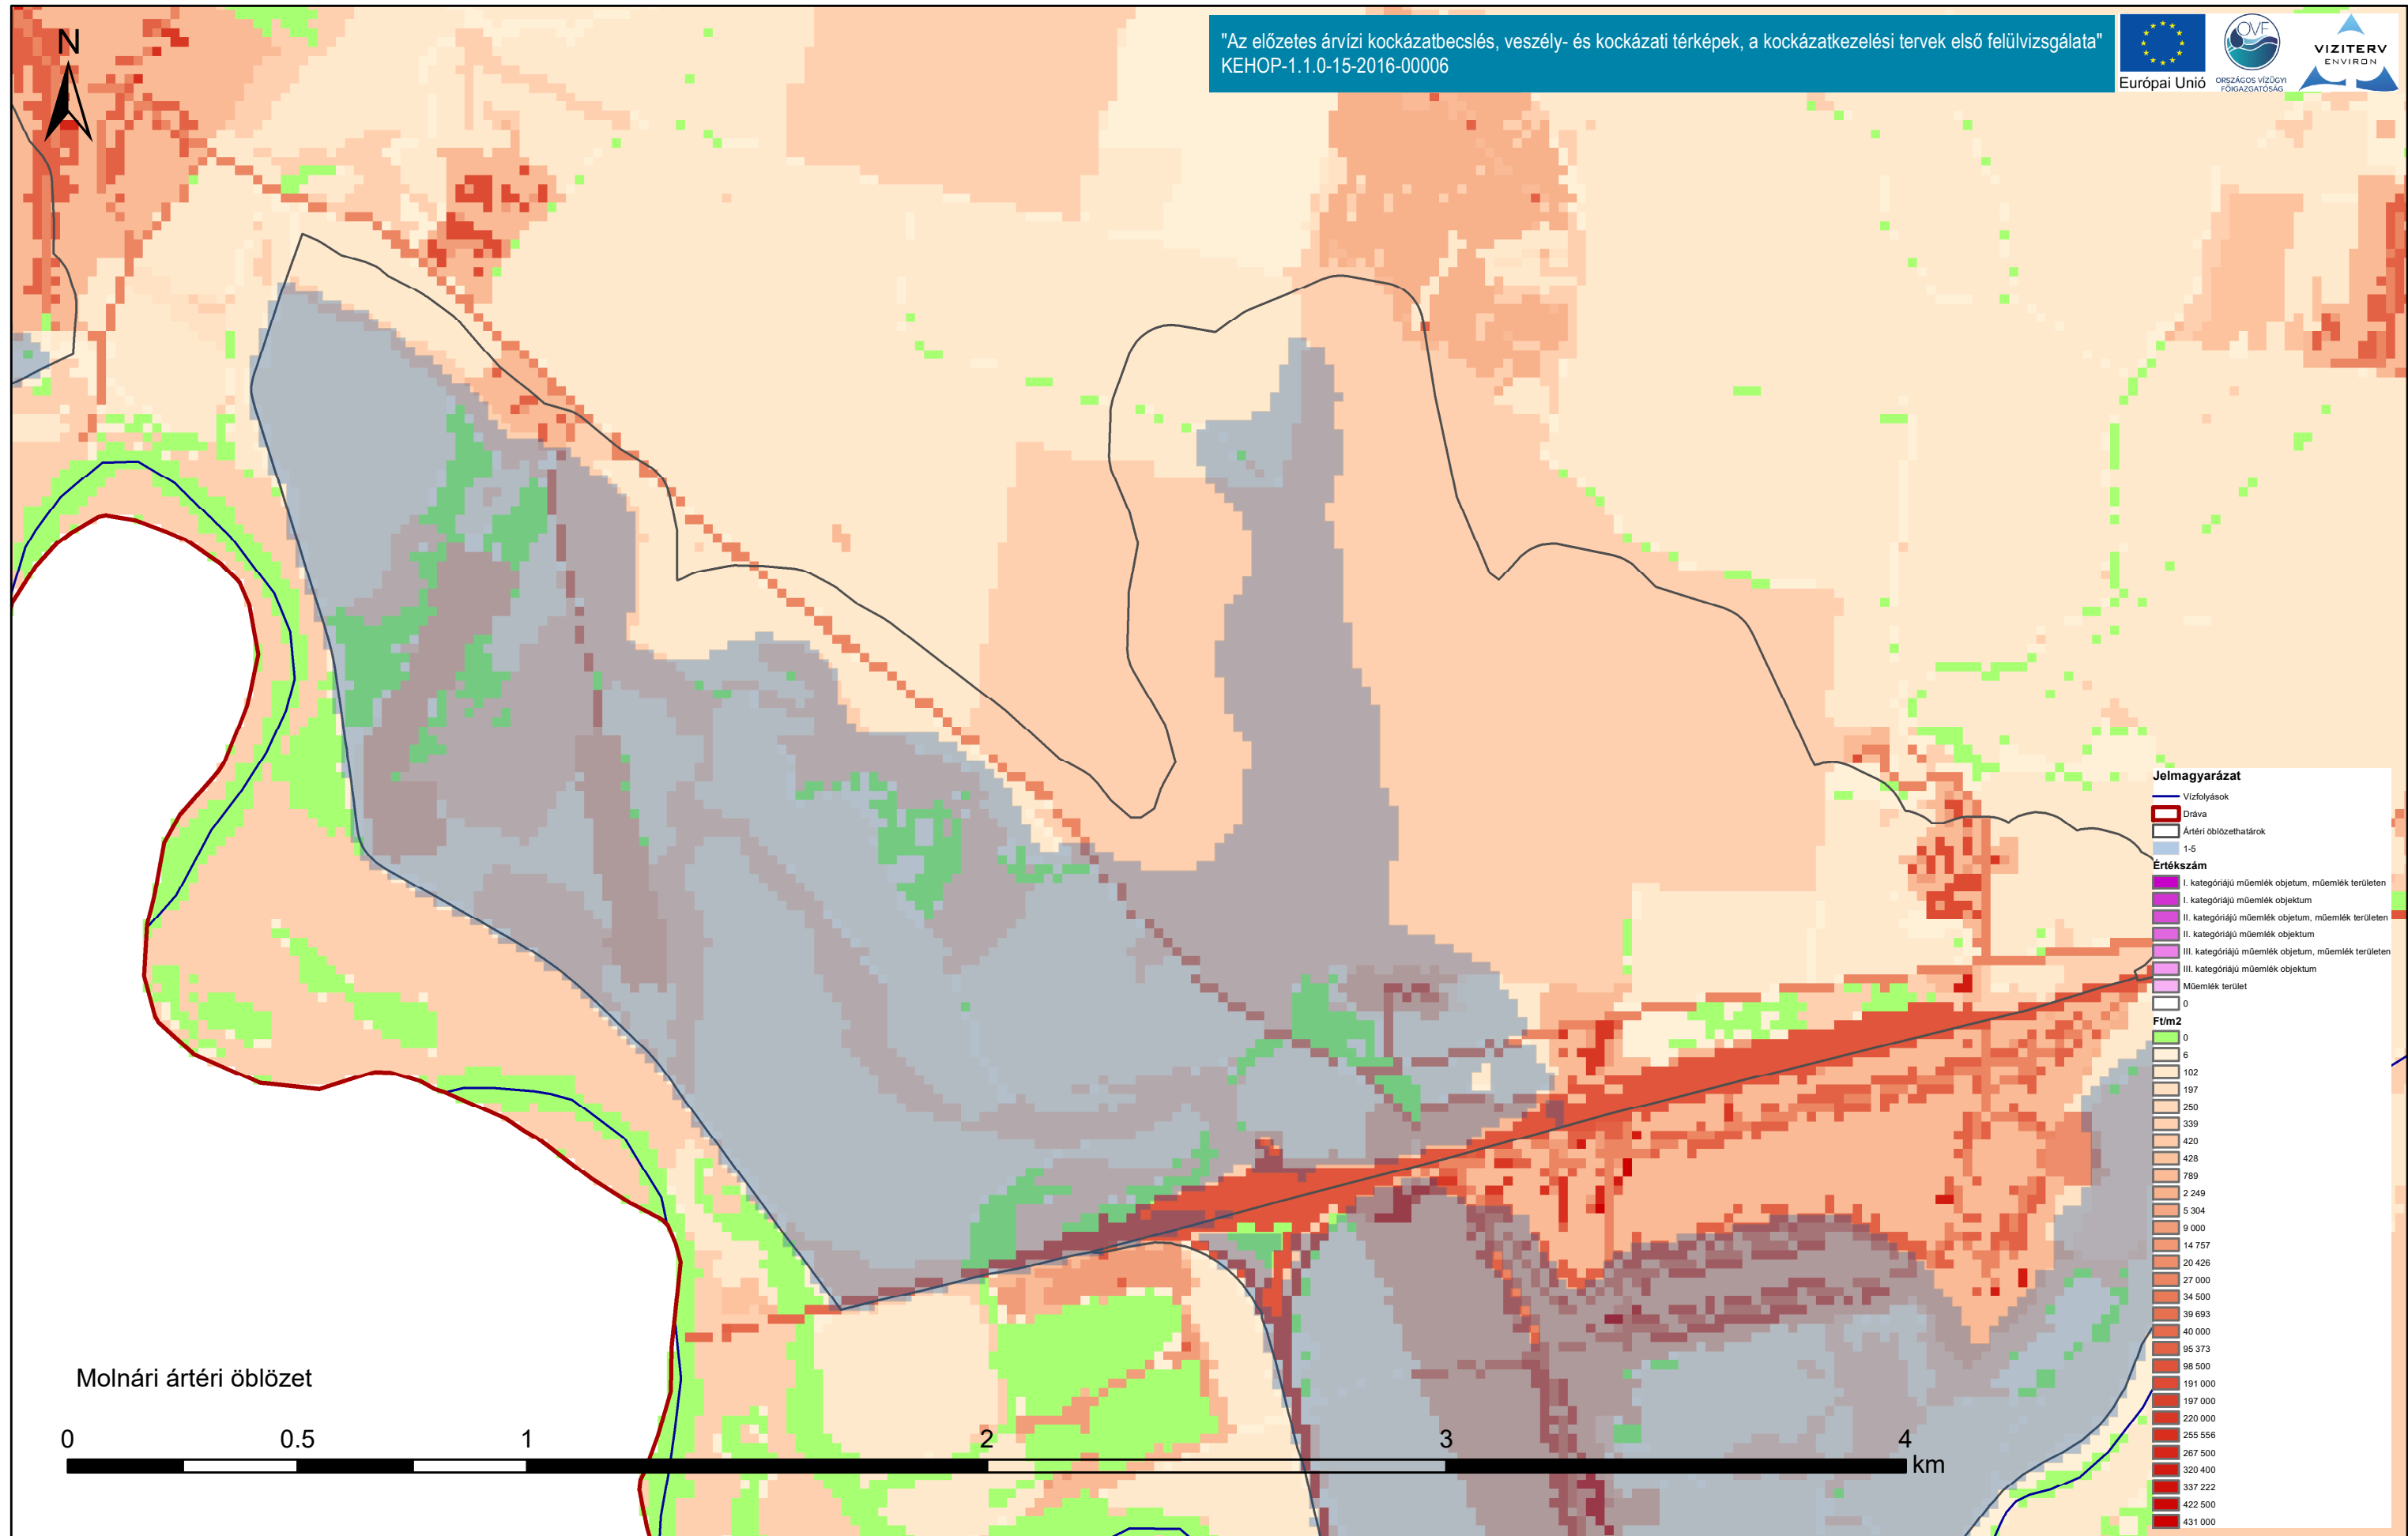 N
"Az előzetes árvízi kockázatbecslés, veszély- és kockázati térképek, a kockázatkezelési tervek első felülvizsgálata"
KEHOP-1.1.0-15-2016-00006
Európai Unió
OVF
ORSZÁGOS VÍZÜGYI
FŐIGAZGATÓSÁG
VIZITERV
ENVIRON
Jelmagyarázat
Vízfolyások
Dráva
Ártéri öblözethatárok
1-5
Értékszám
I. kategóriájú műemlék objetum, műemlék területen
I. kategóriájú műemlék objektum
II. kategóriájú műemlék objetum, műemlék területen
II. kategóriájú műemlék objektum
III. kategóriájú műemlék objetum, műemlék területen
III. kategóriájú műemlék objektum
Műemlék terület
0
Ft/m2
0
6
102
197
250
339
420
428
789
2 249
5 304
9 000
14 757
20 426
27 000
34 500
39 693
40 000
95 373
98 500
191 000
197 000
220 000
255 556
267 500
320 400
337 222
422 500
431 000
Molnári ártéri öblözet
0 0.5 1 2 3 4
km